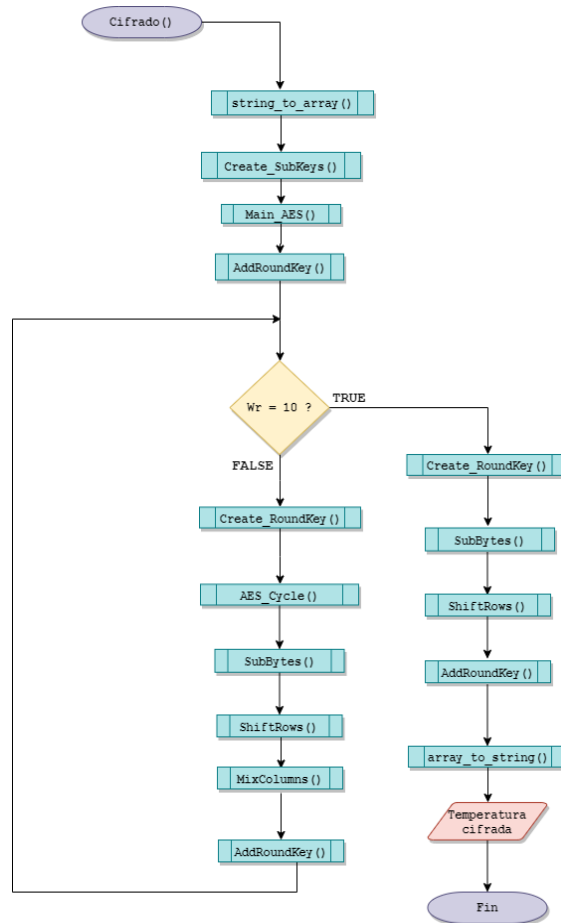 Cifrado()
string_to_array()
Create_SubKeys()
Main_AES()
AddRoundKey()
Wr = 10 ?
TRUE
FALSE
Create_RoundKey()
AES_Cycle()
SubBytes()
ShiftRows()
MixColumns()
AddRoundKey()
Create_RoundKey()
SubBytes()
ShiftRows()
AddRoundKey()
array_to_string()
Temperatura
cifrada
Fin